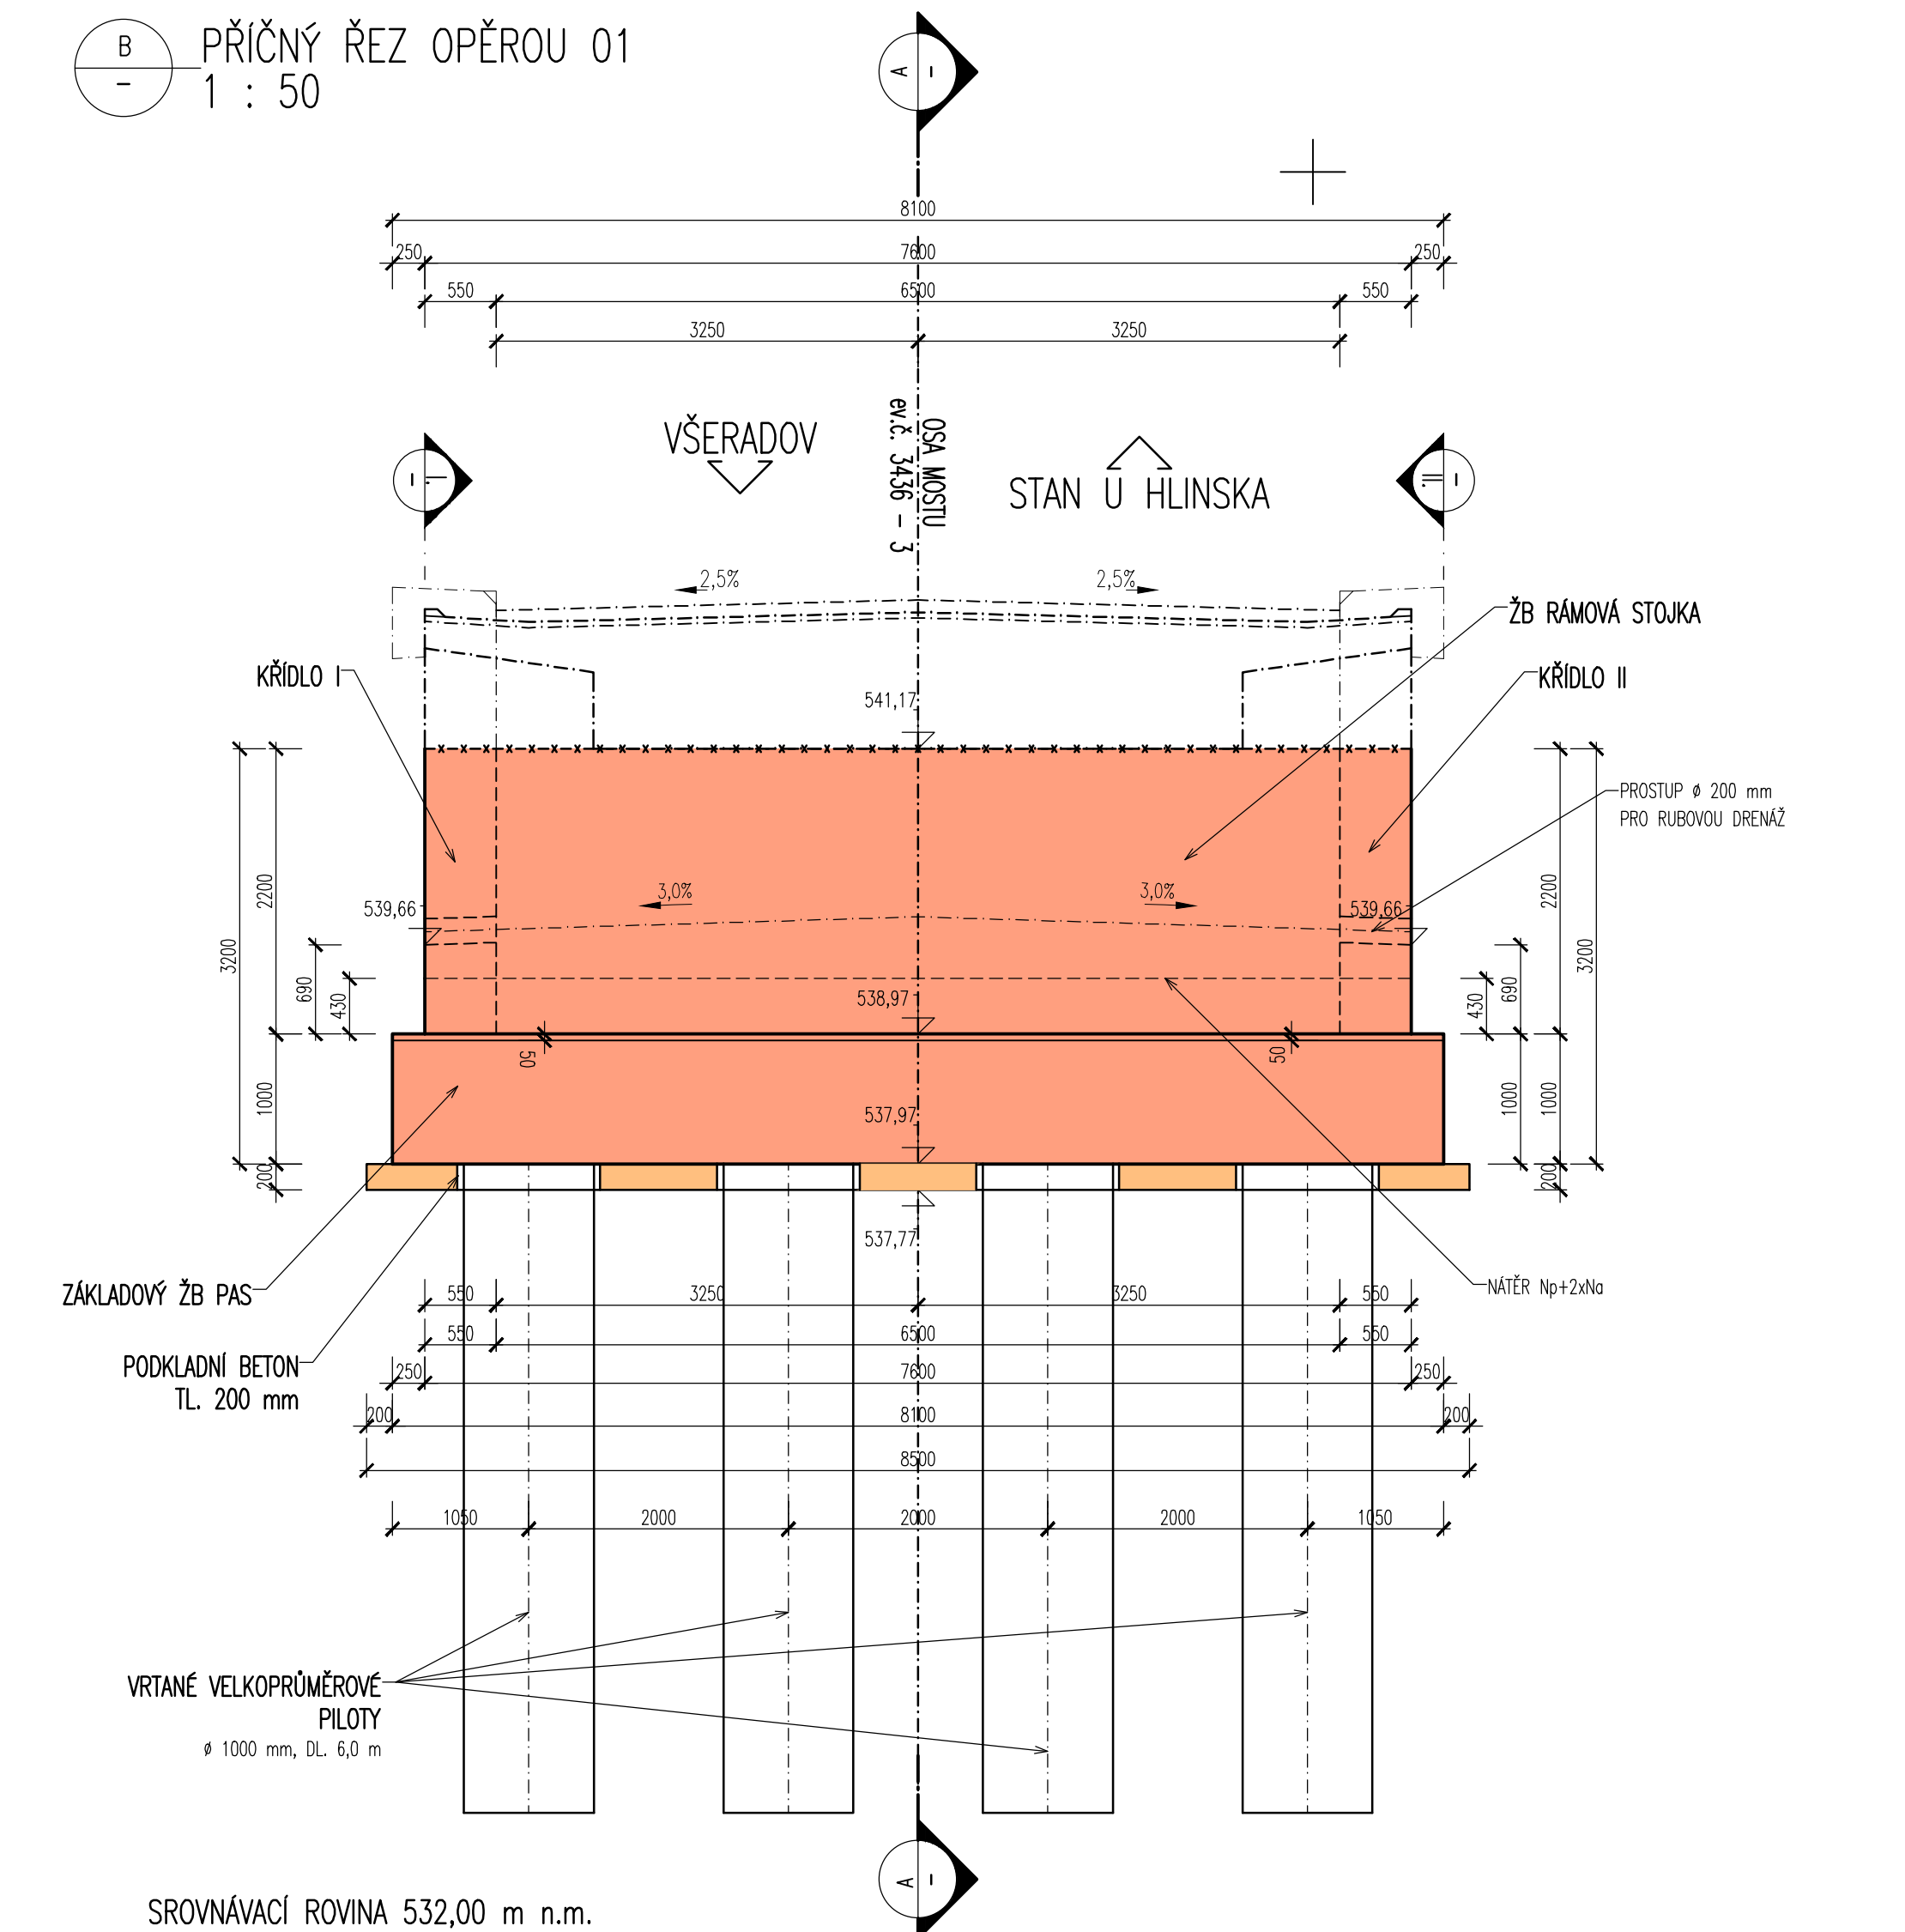 B
–
PŘÍČNÝ ŘEZ OPĚROU 01
1 : 50
A
–
8100
250
7600
250
550
6500
550
3250
3250
VŠERADOV
OSA MOSTU
ev.č. 3436 – 3
STAN U HLINSKA
I.
–
II.
–
2,5%
2,5%
ŽB RÁMOVÁ STOJKA
KŘÍDLO I
KŘÍDLO II
541,17
PROSTUP ø 200 mm
PRO RUBOVOU DRENÁŽ
3,0%
3,0%
539,66
539,66
3200
2200
690
430
430
690
2200
3200
538,97
50
50
1000
1000
1000
537,97
200
200
537,77
ZÁKLADOVÝ ŽB PAS
NÁTĚR Np+2xNa
550
3250
3250
550
550
6500
550
PODKLADNÍ BETON
TL. 200 mm
250
7600
250
200
8100
200
8500
1050
2000
2000
2000
1050
VRTANÉ VELKOPRŮMĚROVÉ
PILOTY
ø 1000 mm, DL. 6,0 m
A
–
SROVNÁVACÍ ROVINA 532,00 m n.m.